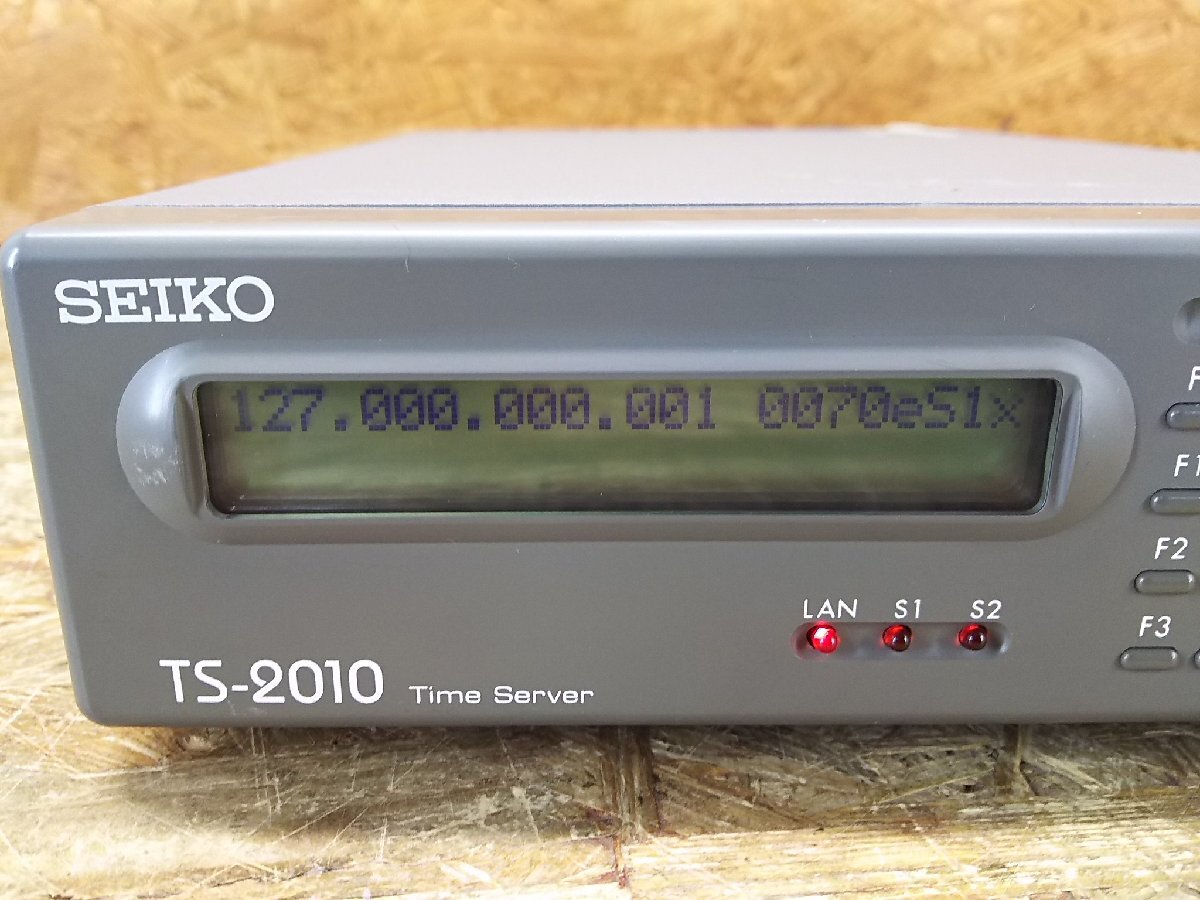 SEIKO
127.000.000.001 0070eS1x
F1
F2
LAN S1 S2
F3
TS-2010 Time Server